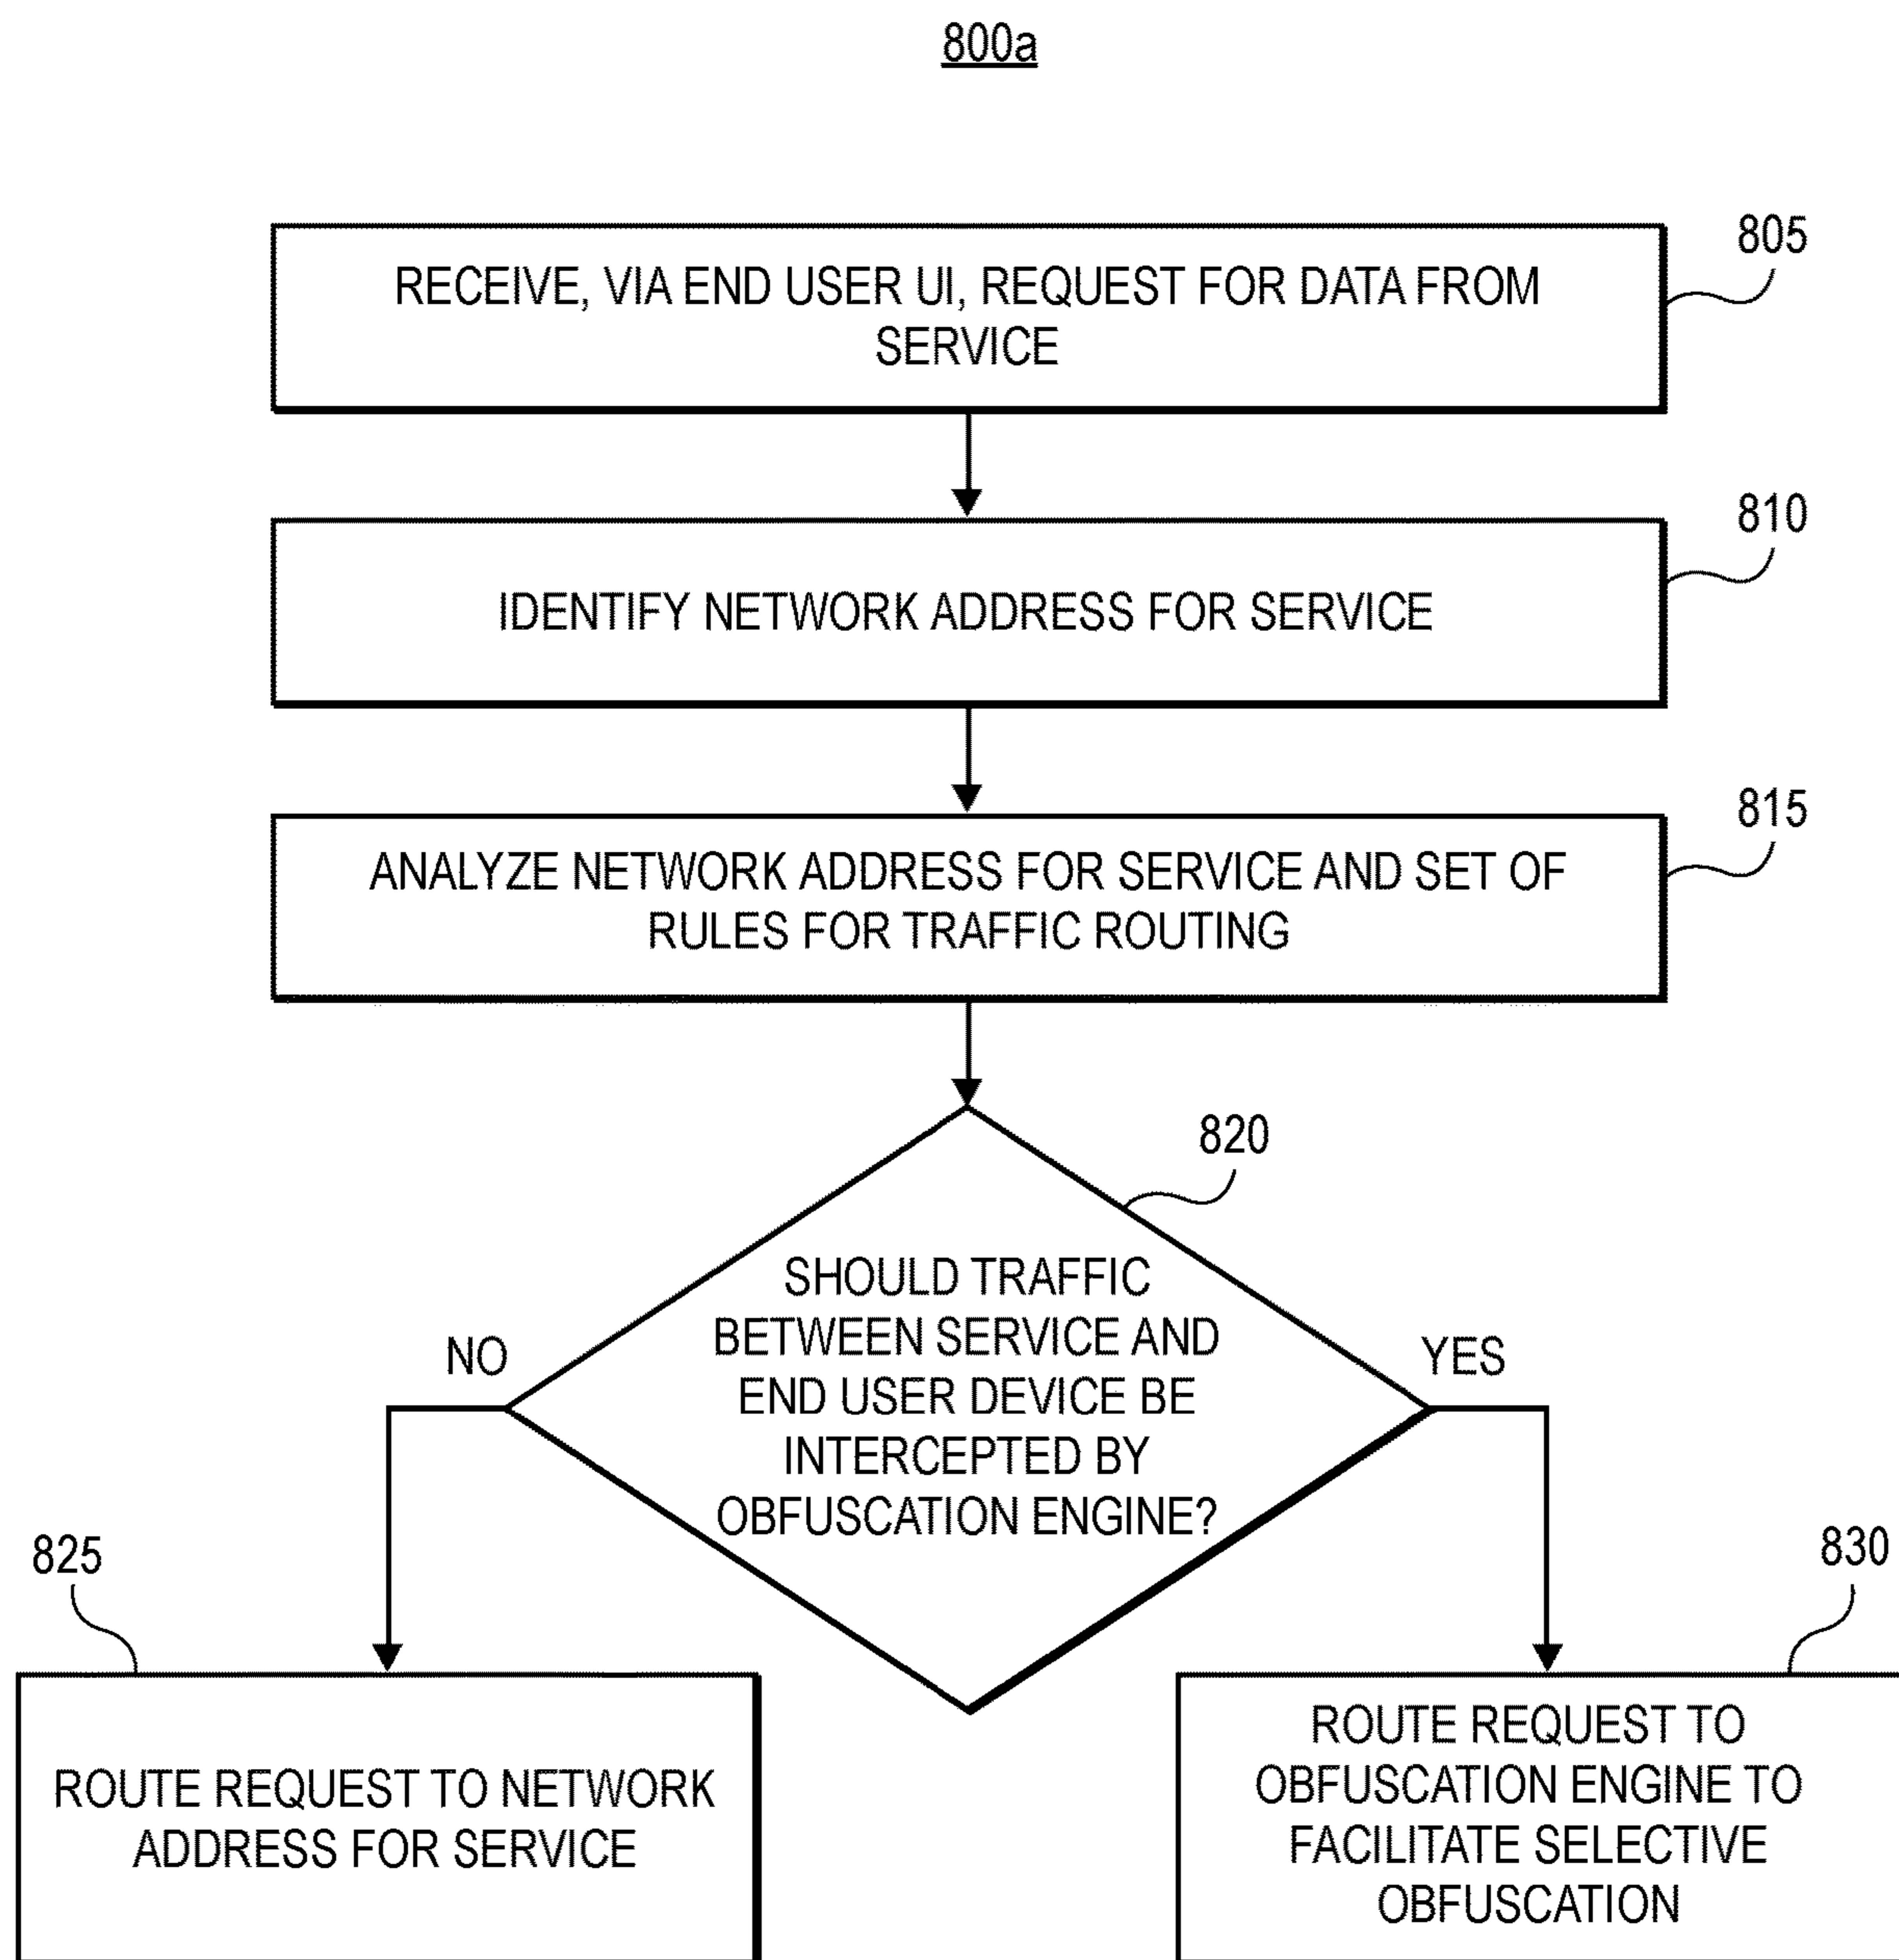 800a
805
RECEIVE, VIA END USER UI, REQUEST FOR DATA FROM
SERVICE
810
IDENTIFY NETWORK ADDRESS FOR SERVICE
815
ANALYZE NETWORK ADDRESS FOR SERVICE AND SET OF
RULES FOR TRAFFIC ROUTING
820
SHOULD TRAFFIC
BETWEEN SERVICE AND
END USER DEVICE BE
INTERCEPTED BY
OBFUSCATION ENGINE?
NO
YES
825
ROUTE REQUEST TO NETWORK
ADDRESS FOR SERVICE
830
ROUTE REQUEST TO
OBFUSCATION ENGINE TO
FACILITATE SELECTIVE
OBFUSCATION